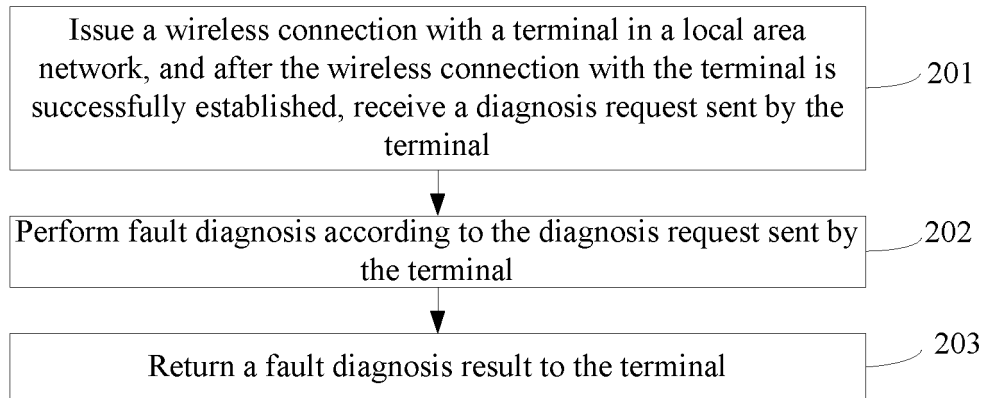 Issue a wireless connection with a terminal in a local area
network, and after the wireless connection with the terminal is
successfully established, receive a diagnosis request sent by the
terminal
201
Perform fault diagnosis according to the diagnosis request sent by
the terminal
202
Return a fault diagnosis result to the terminal
203